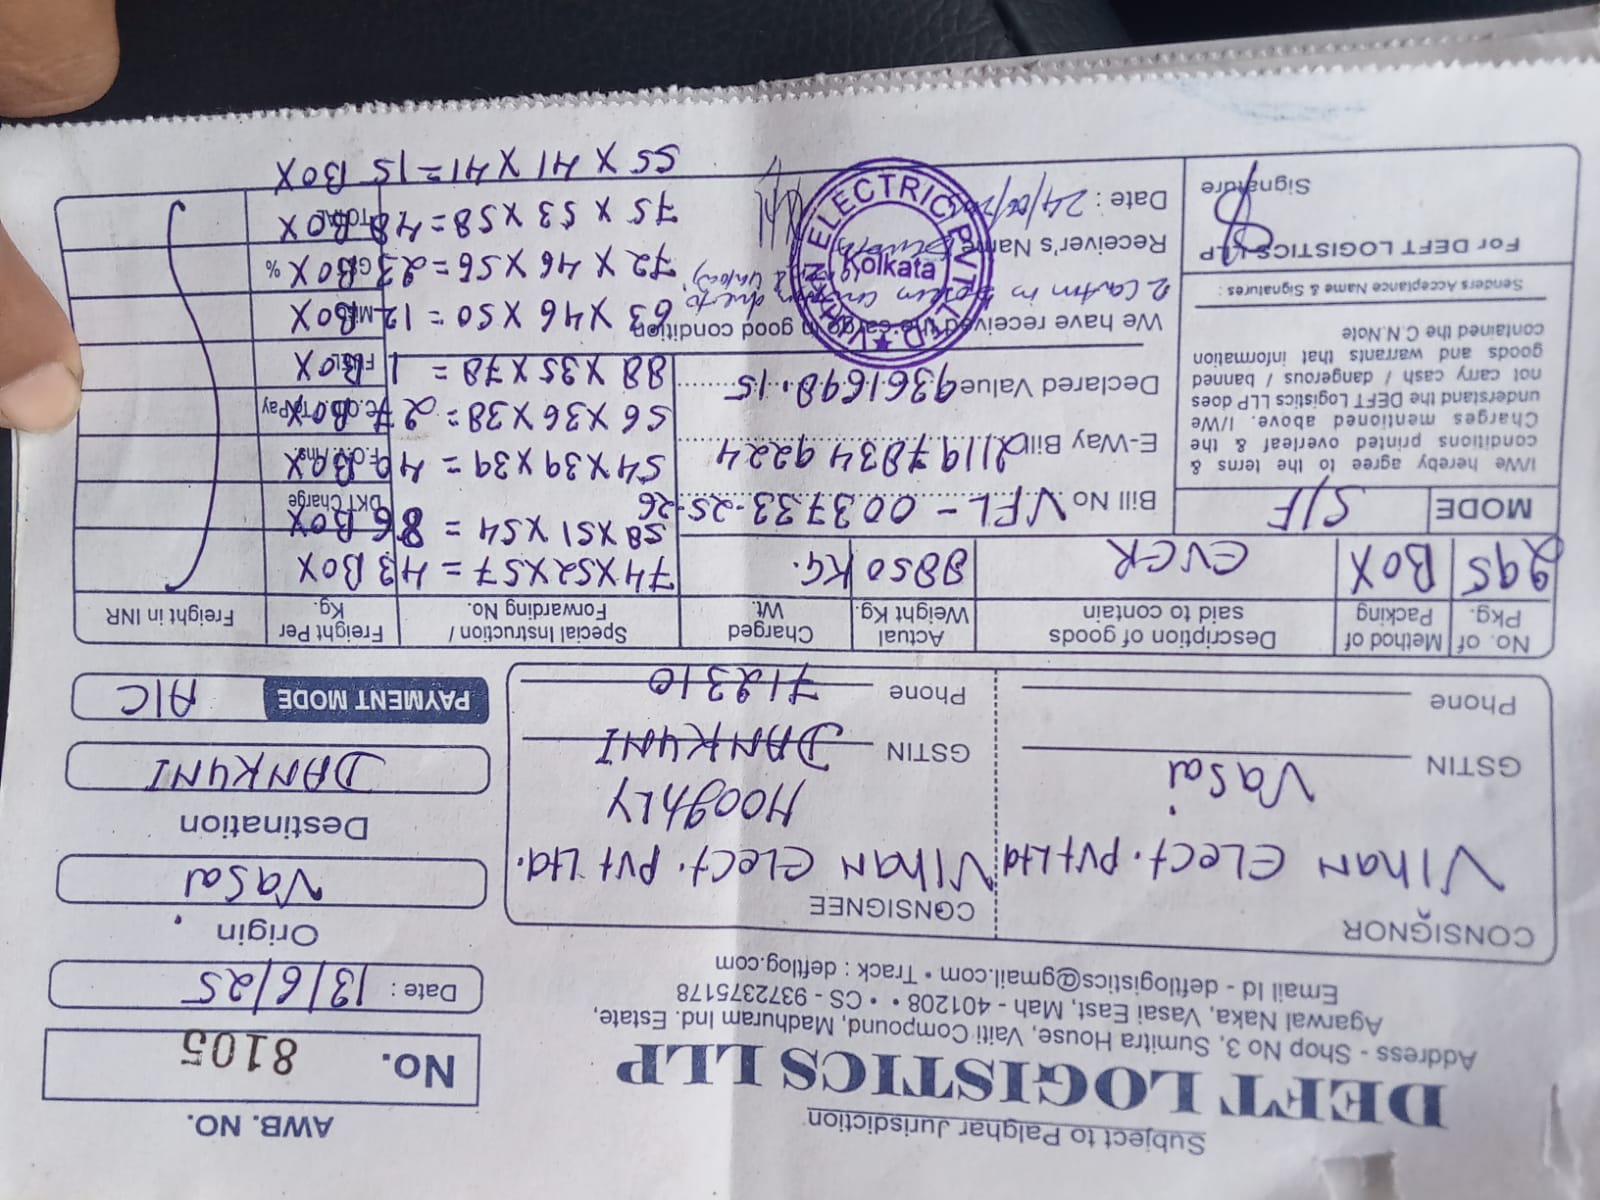 Subject to Palghar Jurisdiction
DEFT LOGISTICS LLP
Address - Shop No 3, Sumitra House, Vaiti Compound, Madhuram Ind. Estate,
Agarwal Naka, Vasai East, Mah - 401208 • • CS - 9372375178
Email Id - deftlogistics@gmail.com • Track : deftlog.com
AWB. NO.
No. 8105
Date : 13/6/25
Origin
Vasai
Destination
DANKUNI
PAYMENT MODE A/C
CONSIGNOR
Vihan Elect. Pvt Ltd
Vasai
GSTIN
Phone
CONSIGNEE
Vihan Elect. Pvt Ltd.
Hooghly
GSTIN DANKUNI
Phone 712310
No. of Pkg.
Method of Packing
Description of goods said to contain
Actual Weight Kg.
Charged Wt.
Special Instruction / Forwarding No.
Freight Per Kg.
Freight in INR
295 BOX EVCR 8850 Kg.
74X52X57 = 43 BOX
58X51X54 = 86 BOX
54X39X39 = 40 BOX
56X36X38 = 27 BOX
88X35X78 = 1 BOX
63X46X50 = 12 BOX
72X46X56 = 23 BOX
75X53X58 = 48 BOX
55X41X41 = 15 BOX
DKT Charge
F.O.V. / Ins.
C.O.D. / To Pay
MODE S/F
Bill No VFL - 003733 - 25-26
E-Way Bill 211978349224
Declared Value 9361698.15
I/We hereby agree to the terms &
conditions printed overleaf & the
Charges mentioned above. I/We
understand the DEFT Logistics LLP does
not carry cash / dangerous / banned
goods and warrants that information
contained the C.N.Note
Senders Acceptance Name & Signatures :
For DEFT LOGISTICS LLP
Signature
We have received the cargo in good condition
2 carton in due to
Receiver's Name
Date : 24/06/
VIHAN ELECTRIC PVT. LTD.
Kolkata
%
TOTAL